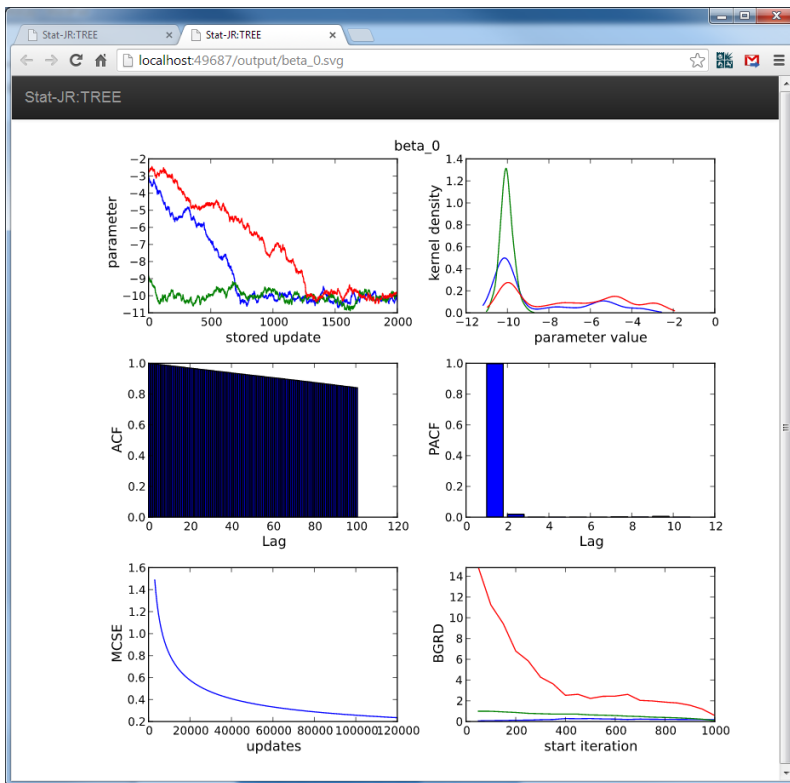 Stat-JR:TREE
Stat-JR:TREE
localhost:49687/output/beta_0.svg
Stat-JR:TREE
beta_0
−2
−3
−4
−5
−6
−7
−8
−9
−10
−11
parameter
0 500 1000 1500 2000
stored update
1.4
1.2
1.0
0.8
0.6
0.4
0.2
0.0
kernel density
−12 −10 −8 −6 −4 −2 0
parameter value
1.0
0.8
0.6
0.4
0.2
0.0
ACF
0 20 40 60 80 100 120
Lag
1.0
0.8
0.6
0.4
0.2
0.0
PACF
0 2 4 6 8 10 12
Lag
1.6
1.4
1.2
1.0
0.8
0.6
0.4
0.2
MCSE
0 20000 40000 60000 80000 100000 120000
updates
14
12
10
8
6
4
2
0
BGRD
0 200 400 600 800 1000
start iteration